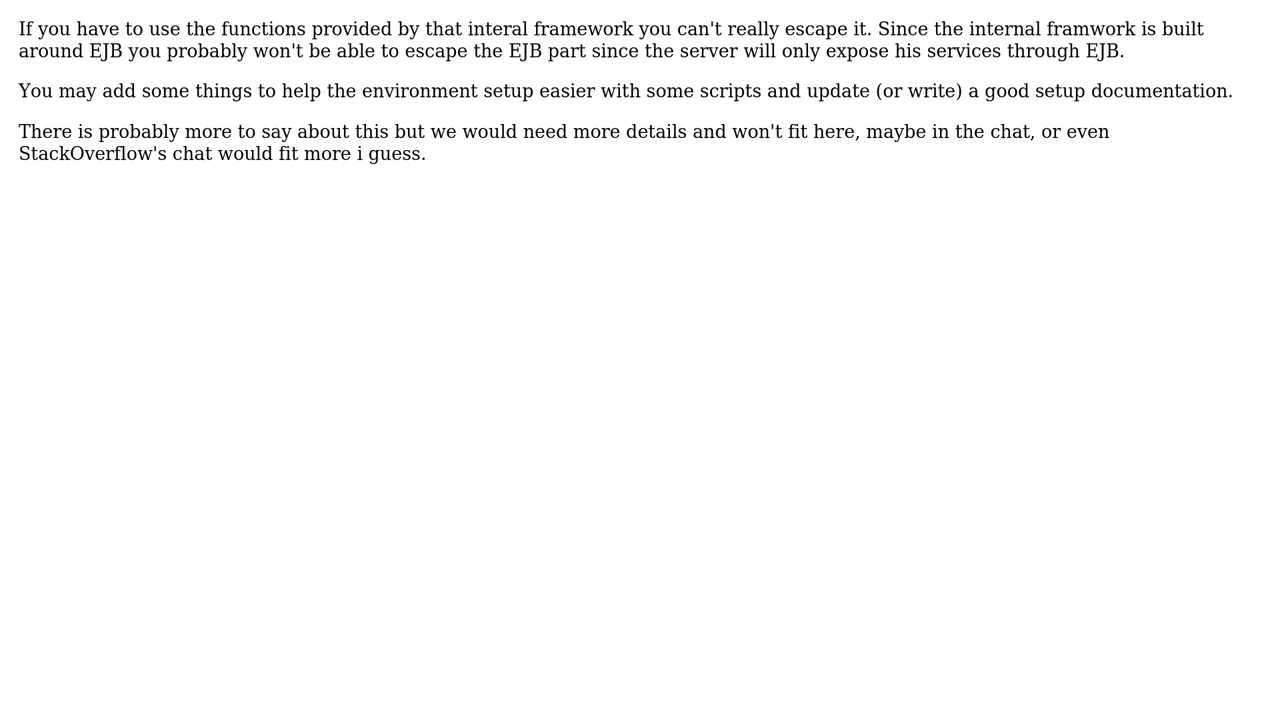 If you have to use the functions provided by that interal framework you can't really escape it. Since the internal framwork is built
around EJB you probably won't be able to escape the EJB part since the server will only expose his services through EJB.
You may add some things to help the environment setup easier with some scripts and update (or write) a good setup documentation.
There is probably more to say about this but we would need more details and won't fit here, maybe in the chat, or even
StackOverflow's chat would fit more i guess.